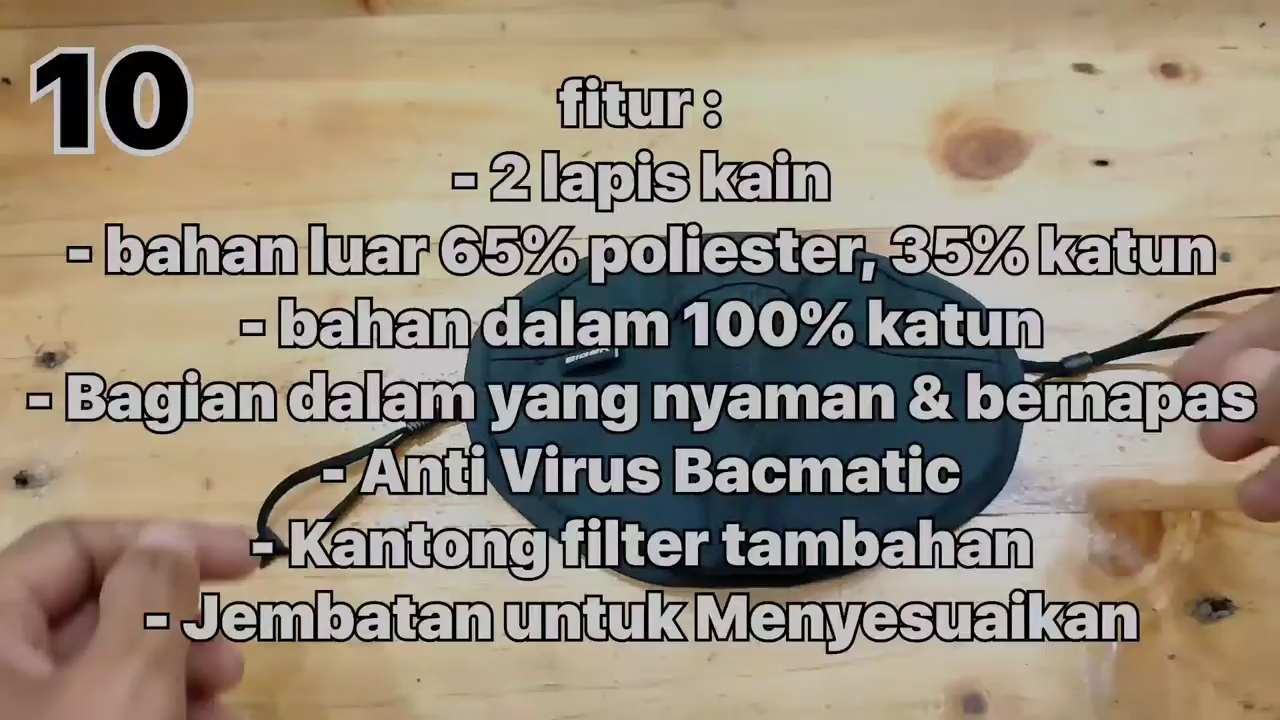 10
fitur :
- 2 lapis kain
- bahan luar 65% poliester, 35% katun
- bahan dalam 100% katun
- Bagian dalam yang nyaman & bernapas
- Anti Virus Bacmatic
- Kantong filter tambahan
- Jembatan untuk Menyesuaikan